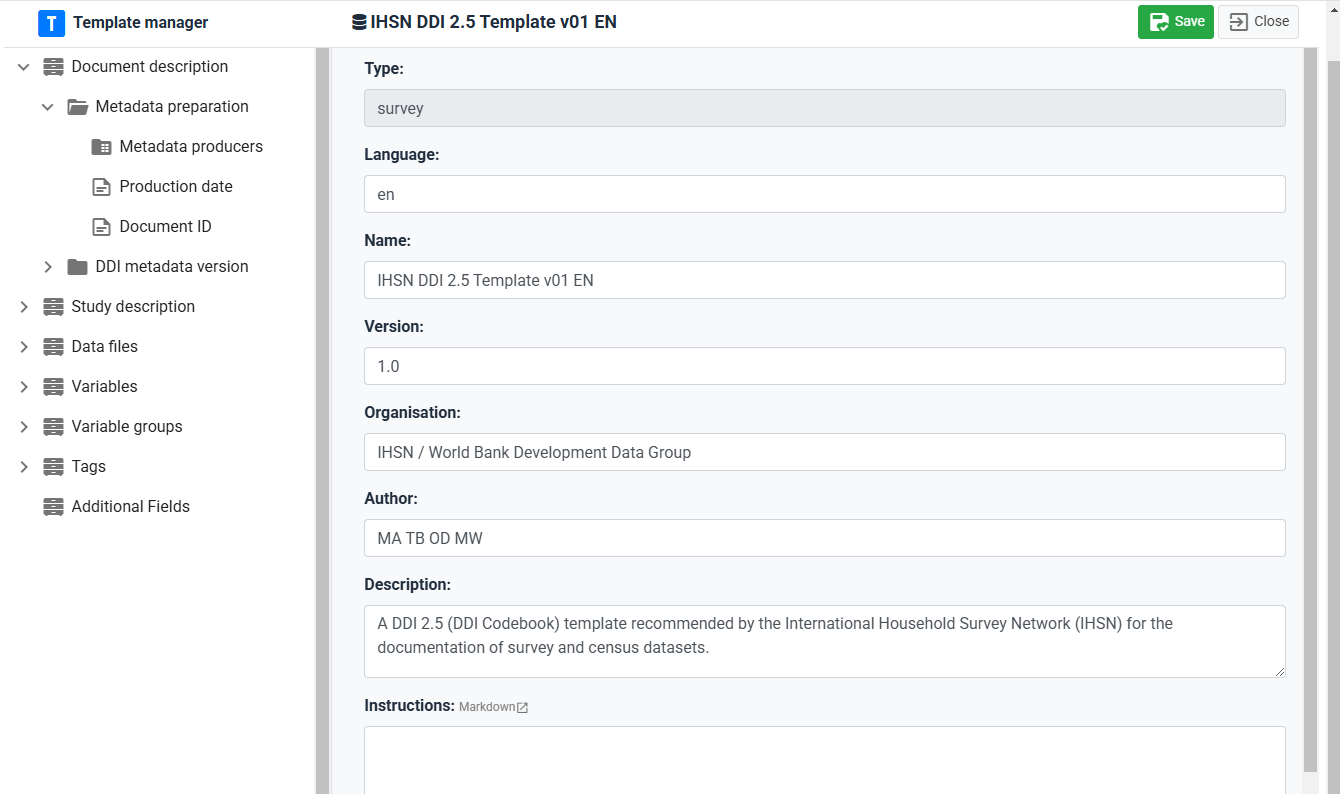 T Template manager
IHSN DDI 2.5 Template v01 EN
Save
Close
Document description
Metadata preparation
Metadata producers
Production date
Document ID
DDI metadata version
Study description
Data files
Variables
Variable groups
Tags
Additional Fields
Type:
survey
Language:
en
Name:
IHSN DDI 2.5 Template v01 EN
Version:
1.0
Organisation:
IHSN / World Bank Development Data Group
Author:
MA TB OD MW
Description:
A DDI 2.5 (DDI Codebook) template recommended by the International Household Survey Network (IHSN) for the
documentation of survey and census datasets.
Instructions: Markdown